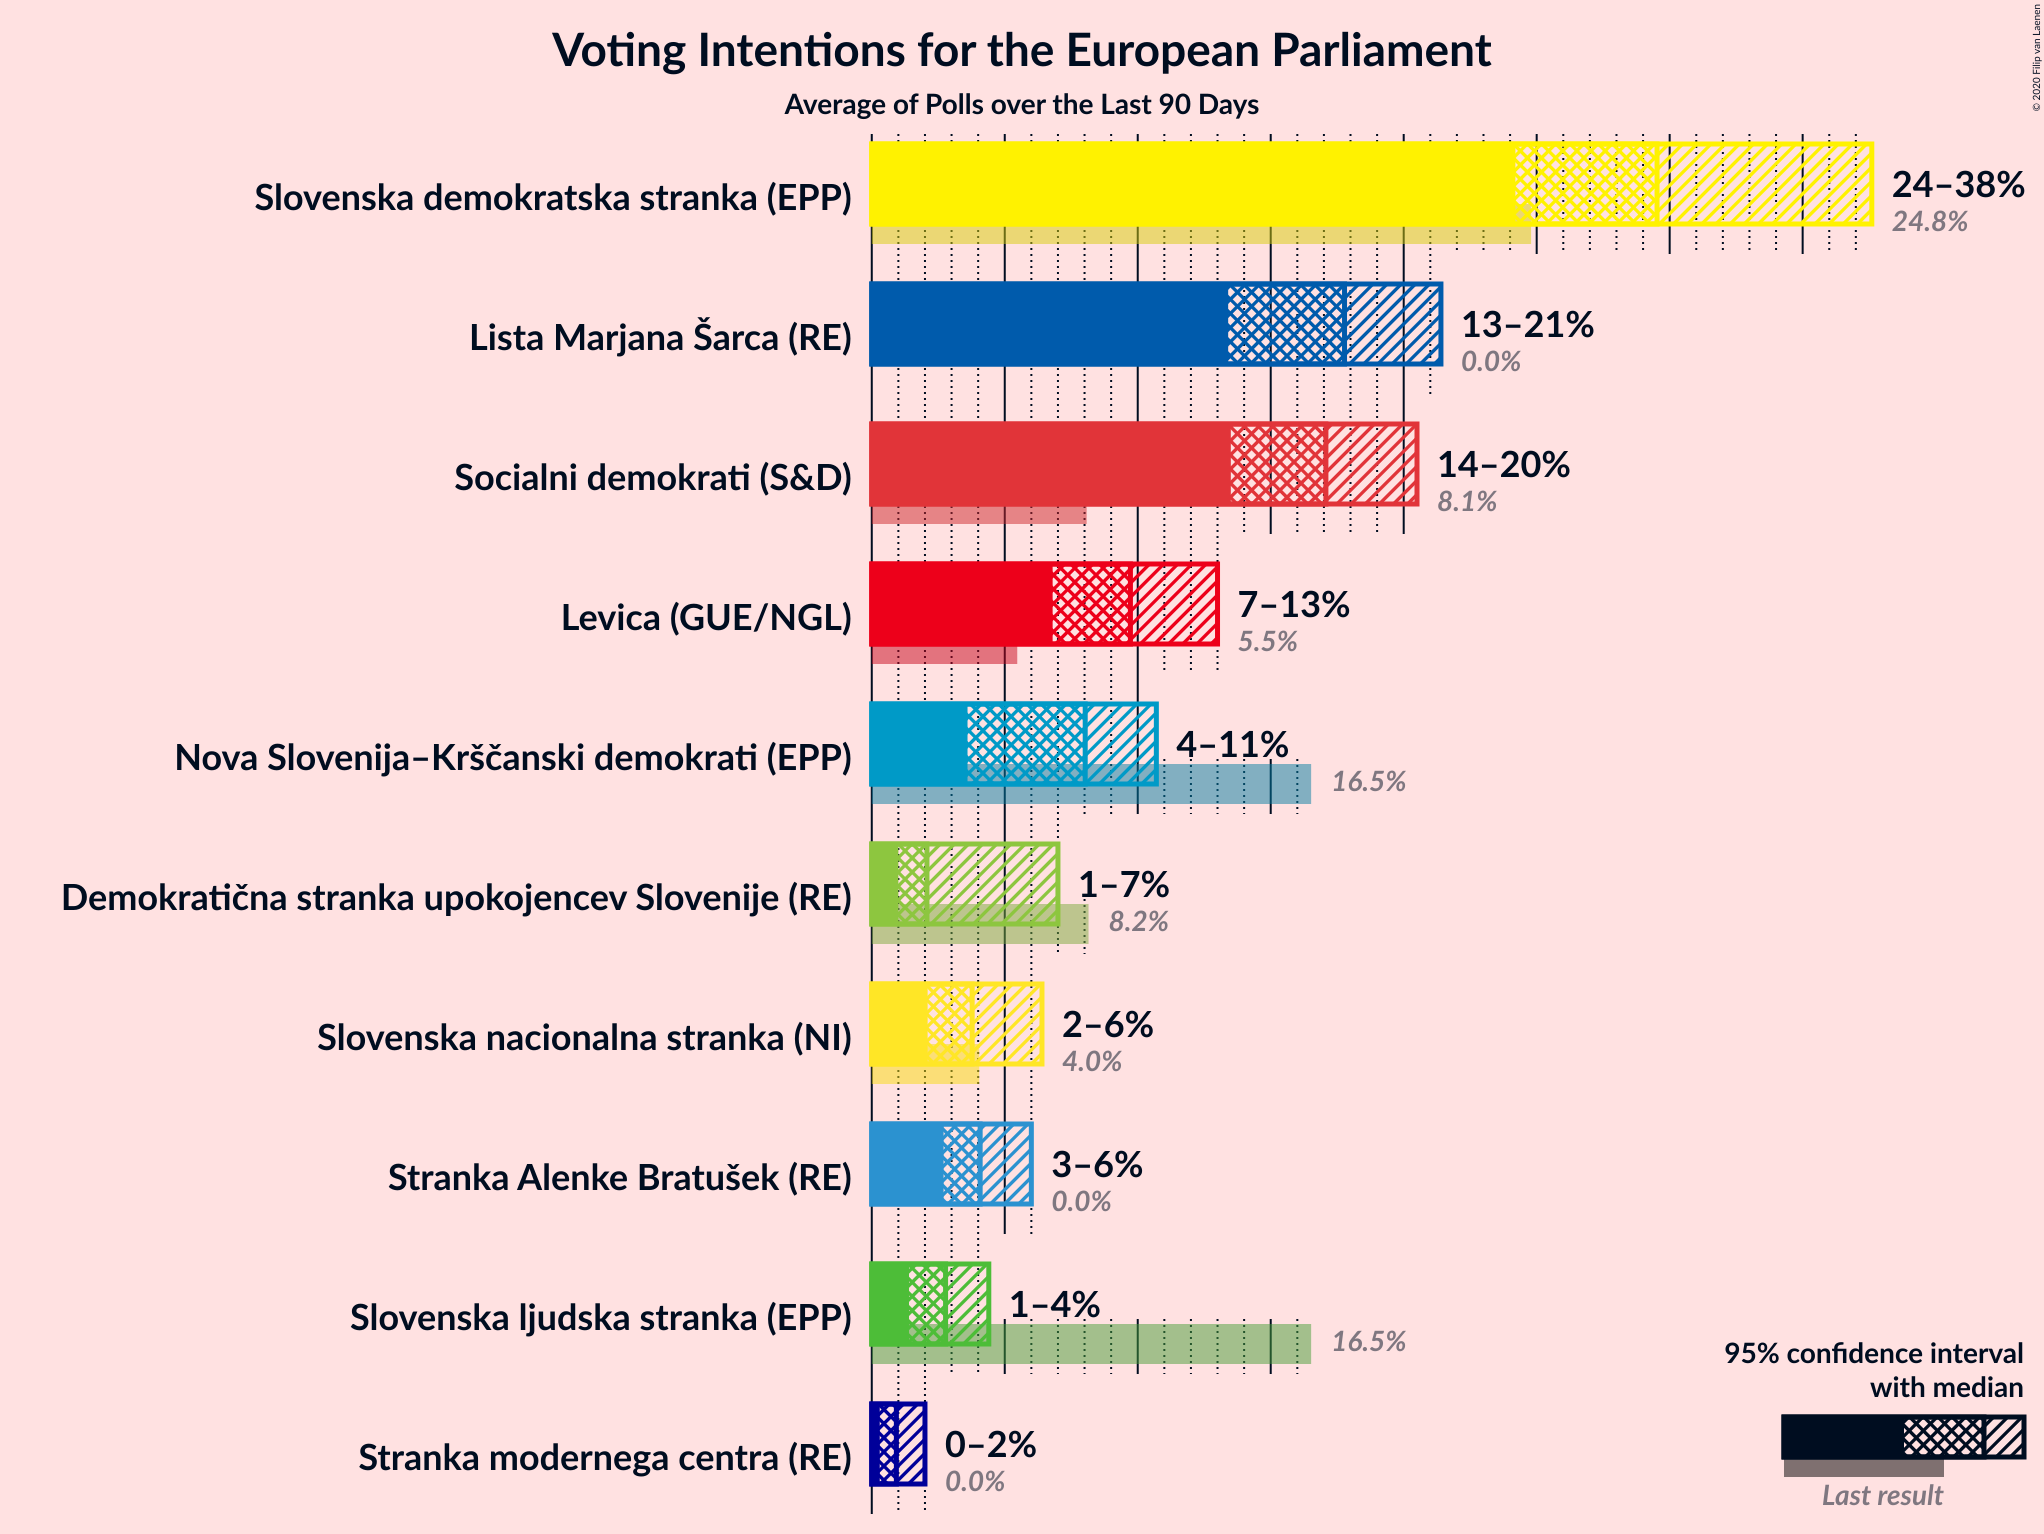 Voting Intentions for the European Parliament
Average of Polls over the Last 90 Days
© 2020 Filip van Laenen
Slovenska demokratska stranka (EPP)
24–38%
24.8%
Lista Marjana Šarca (RE)
13–21%
0.0%
Socialni demokrati (S&D)
14–20%
8.1%
Levica (GUE/NGL)
7–13%
5.5%
Nova Slovenija–Krščanski demokrati (EPP)
4–11%
16.5%
Demokratična stranka upokojencev Slovenije (RE)
1–7%
8.2%
Slovenska nacionalna stranka (NI)
2–6%
4.0%
Stranka Alenke Bratušek (RE)
3–6%
0.0%
Slovenska ljudska stranka (EPP)
1–4%
16.5%
Stranka modernega centra (RE)
0–2%
0.0%
95% confidence interval
with median
Last result